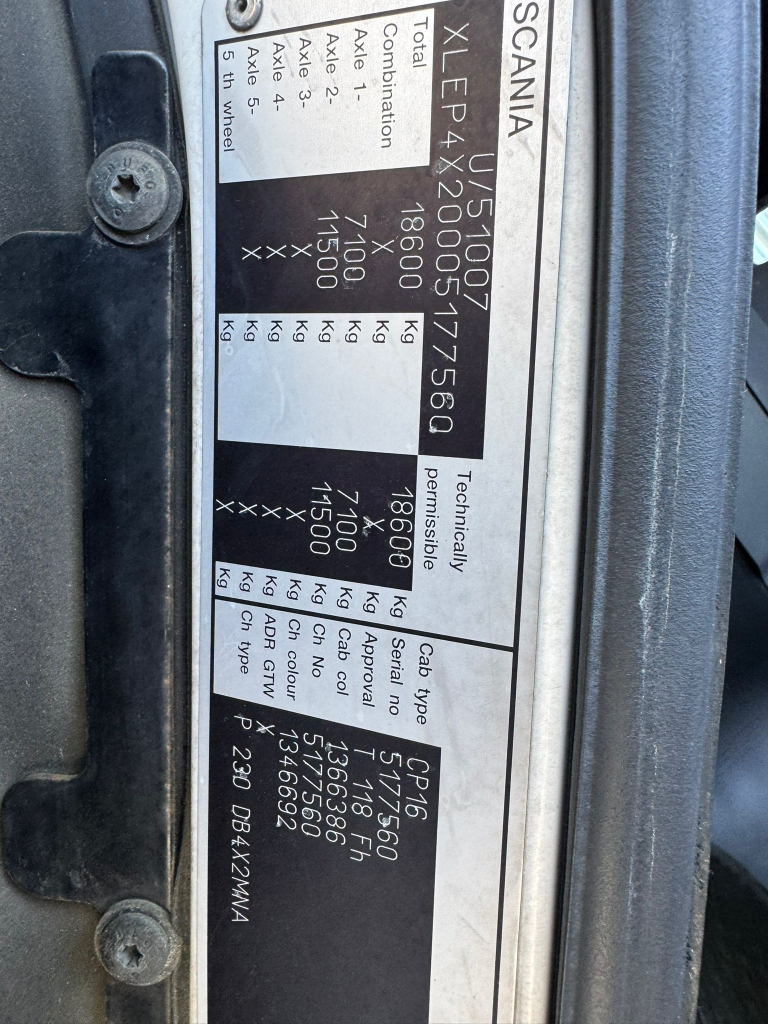 SCANIA
U/51007
XLEP4X20005177560
Technically
permissible
Total 18600 Kg 18600 Kg
Combination X Kg X Kg
Axle 1- 7100 Kg 7100 Kg
Axle 2- 11500 Kg 11500 Kg
Axle 3- X Kg X Kg
Axle 4- X Kg X Kg
Axle 5- X Kg X Kg
5 th wheel Kg X Kg
Cab type CP16
Serial no 5177560
Approval T 118 Fh
Cab col 1366386
Ch No 5177560
Ch colour 1346692
ADR GTW X
Ch type P 230 DB4X2MNA